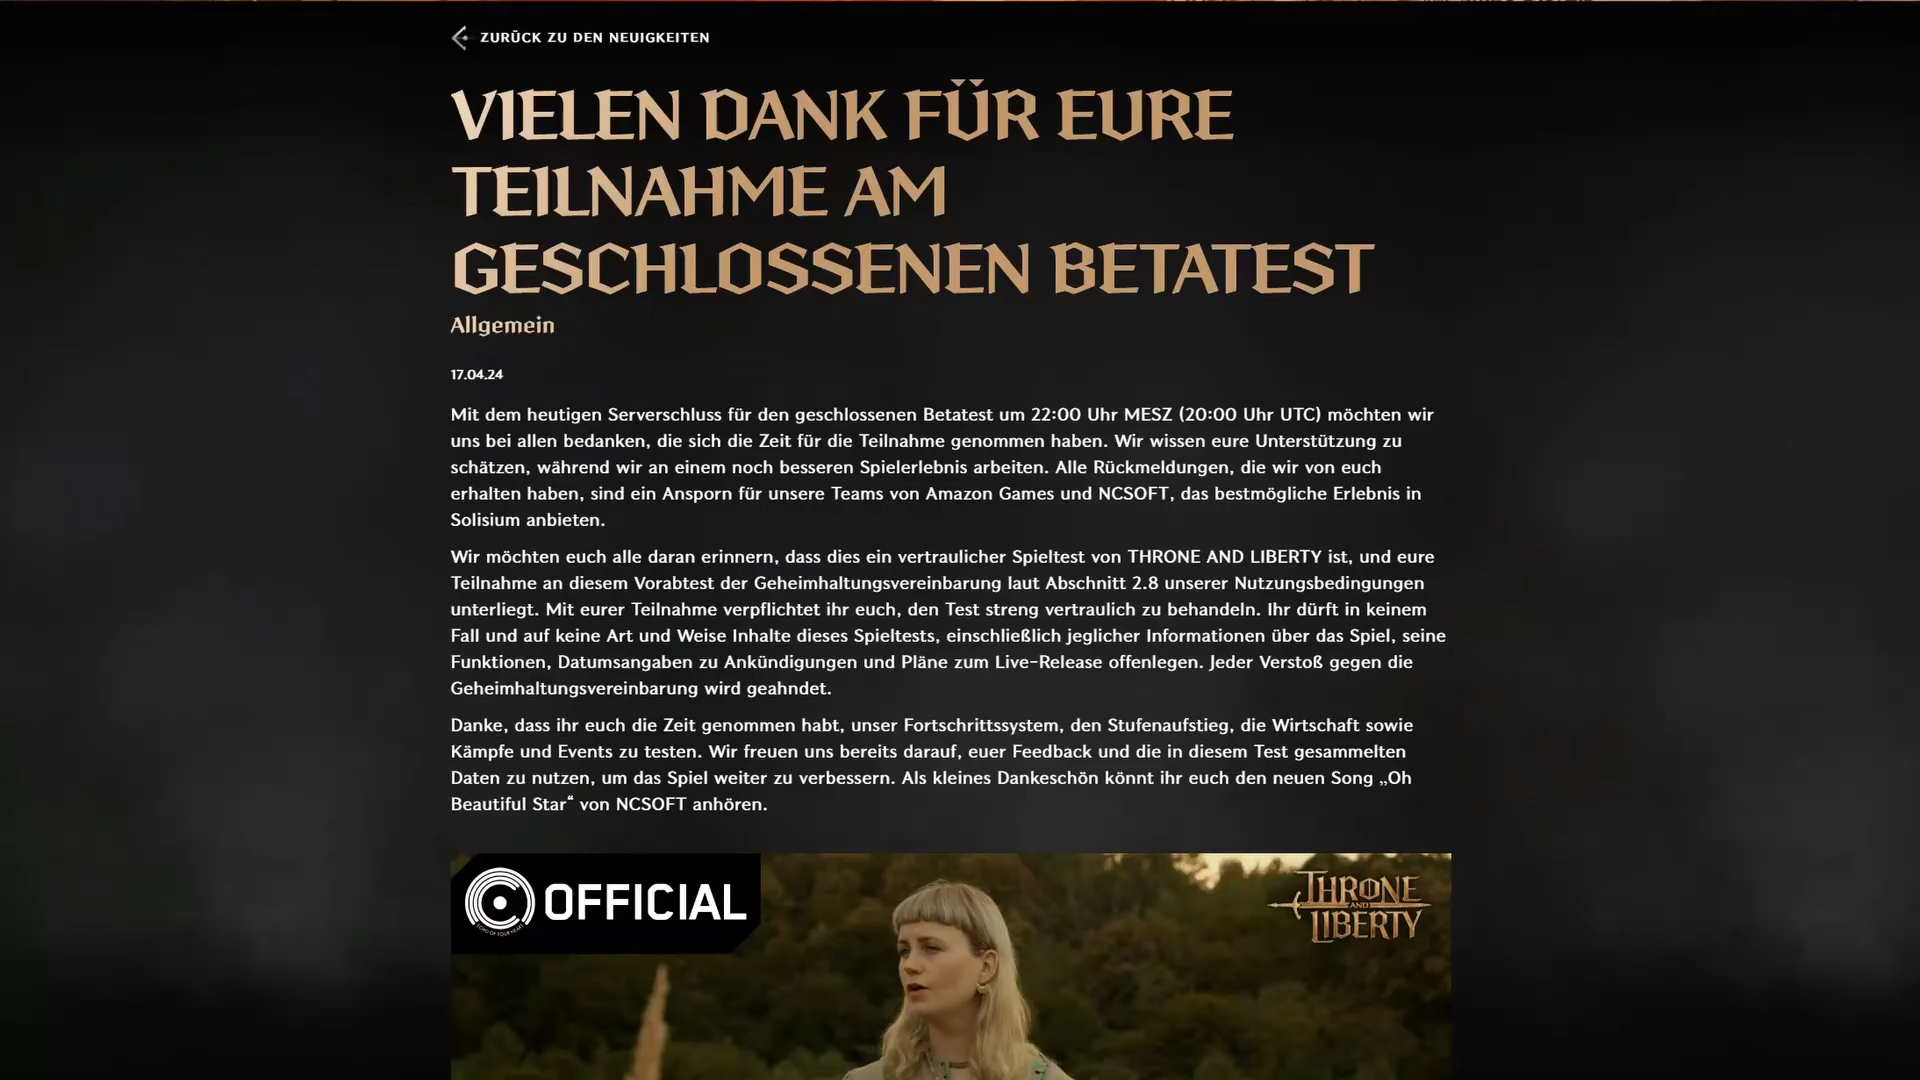 ZURÜCK ZU DEN NEUIGKEITEN
VIELEN DANK FÜR EURE
TEILNAHME AM
GESCHLOSSENEN BETATEST
Allgemein
17.04.24
Mit dem heutigen Serverschluss für den geschlossenen Betatest um 22:00 Uhr MESZ (20:00 Uhr UTC) möchten wir
uns bei allen bedanken, die sich die Zeit für die Teilnahme genommen haben. Wir wissen eure Unterstützung zu
schätzen, während wir an einem noch besseren Spielerlebnis arbeiten. Alle Rückmeldungen, die wir von euch
erhalten haben, sind ein Ansporn für unsere Teams von Amazon Games und NCSOFT, das bestmögliche Erlebnis in
Solisium anbieten.
Wir möchten euch alle daran erinnern, dass dies ein vertraulicher Spieltest von THRONE AND LIBERTY ist, und eure
Teilnahme an diesem Vorabtest der Geheimhaltungsvereinbarung laut Abschnitt 2.8 unserer Nutzungsbedingungen
unterliegt. Mit eurer Teilnahme verpflichtet ihr euch, den Test streng vertraulich zu behandeln. Ihr dürft in keinem
Fall und auf keine Art und Weise Inhalte dieses Spieltests, einschließlich jeglicher Informationen über das Spiel, seine
Funktionen, Datumsangaben zu Ankündigungen und Pläne zum Live-Release offenlegen. Jeder Verstoß gegen die
Geheimhaltungsvereinbarung wird geahndet.
Danke, dass ihr euch die Zeit genommen habt, unser Fortschrittssystem, den Stufenaufstieg, die Wirtschaft sowie
Kämpfe und Events zu testen. Wir freuen uns bereits darauf, euer Feedback und die in diesem Test gesammelten
Daten zu nutzen, um das Spiel weiter zu verbessern. Als kleines Dankeschön könnt ihr euch den neuen Song „Oh
Beautiful Star“ von NCSOFT anhören.
OFFICIAL
ECHO OF YOUR HEART
THRONE
AND
LIBERTY